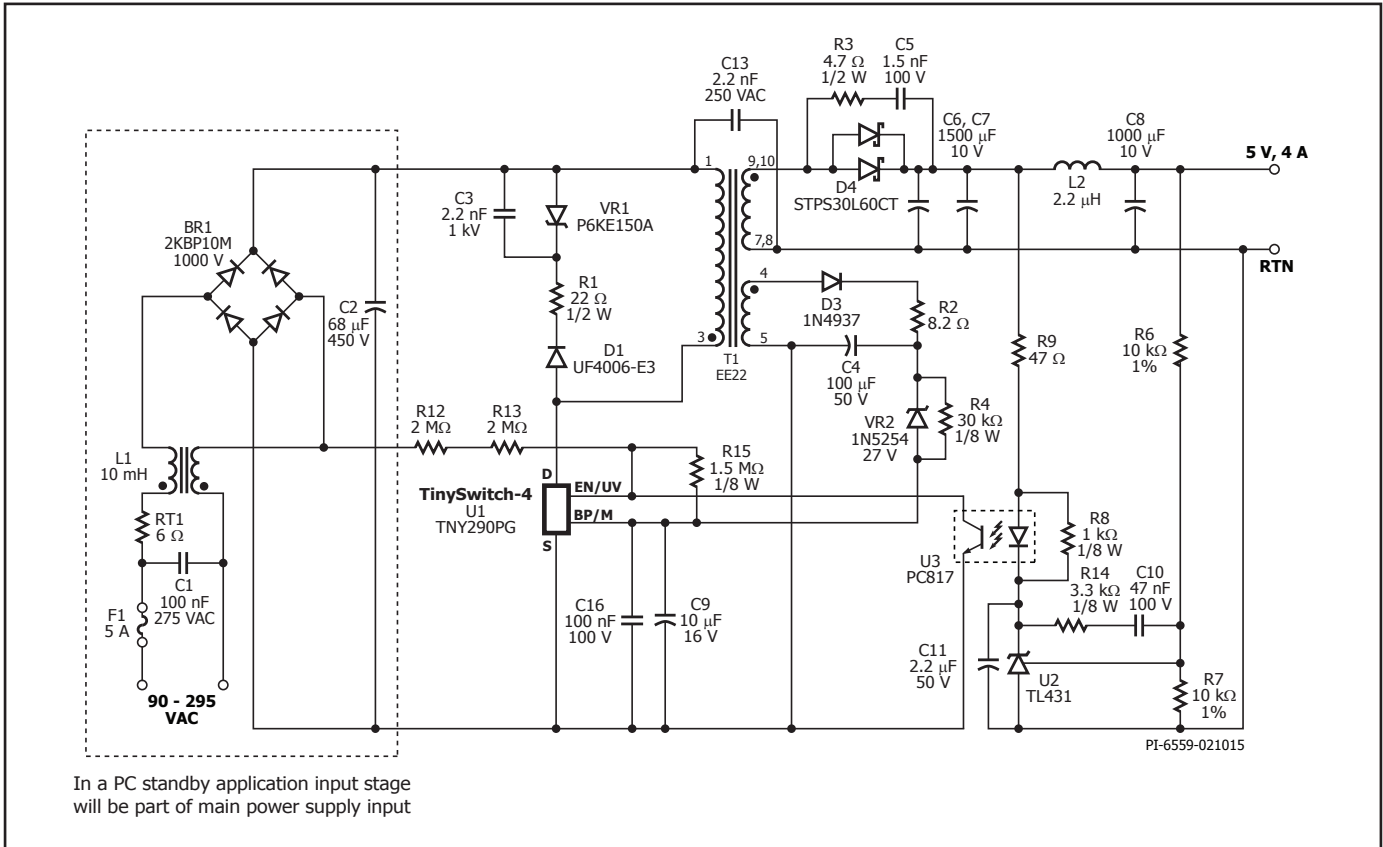 C13
2.2 nF
250 VAC
R3
4.7 Ω
1/2 W
C5
1.5 nF
100 V
C6, C7
1500 µF
10 V
C8
1000 µF
10 V
5 V, 4 A
1
9,10
D4
STPS30L60CT
L2
2.2 µH
C3
2.2 nF
1 kV
VR1
P6KE150A
BR1
2KBP10M
1000 V
7,8
RTN
R1
22 Ω
1/2 W
4
D3
1N4937
R2
8.2 Ω
C2
68 µF
450 V
3
5
T1
EE22
D1
UF4006-E3
C4
100 µF
50 V
R9
47 Ω
R6
10 kΩ
1%
R12
2 MΩ
R13
2 MΩ
VR2
1N5254
27 V
R4
30 kΩ
1/8 W
L1
10 mH
R15
1.5 MΩ
1/8 W
D
TinySwitch-4
U1
TNY290PG
EN/UV
BP/M
S
RT1
6 Ω
R8
1 kΩ
1/8 W
U3
PC817
C1
100 nF
275 VAC
F1
5 A
R14
3.3 kΩ
1/8 W
C10
47 nF
100 V
C16
100 nF
100 V
C9
10 µF
16 V
C11
2.2 µF
50 V
U2
TL431
R7
10 kΩ
1%
90 - 295
VAC
PI-6559-021015
In a PC standby application input stage
will be part of main power supply input